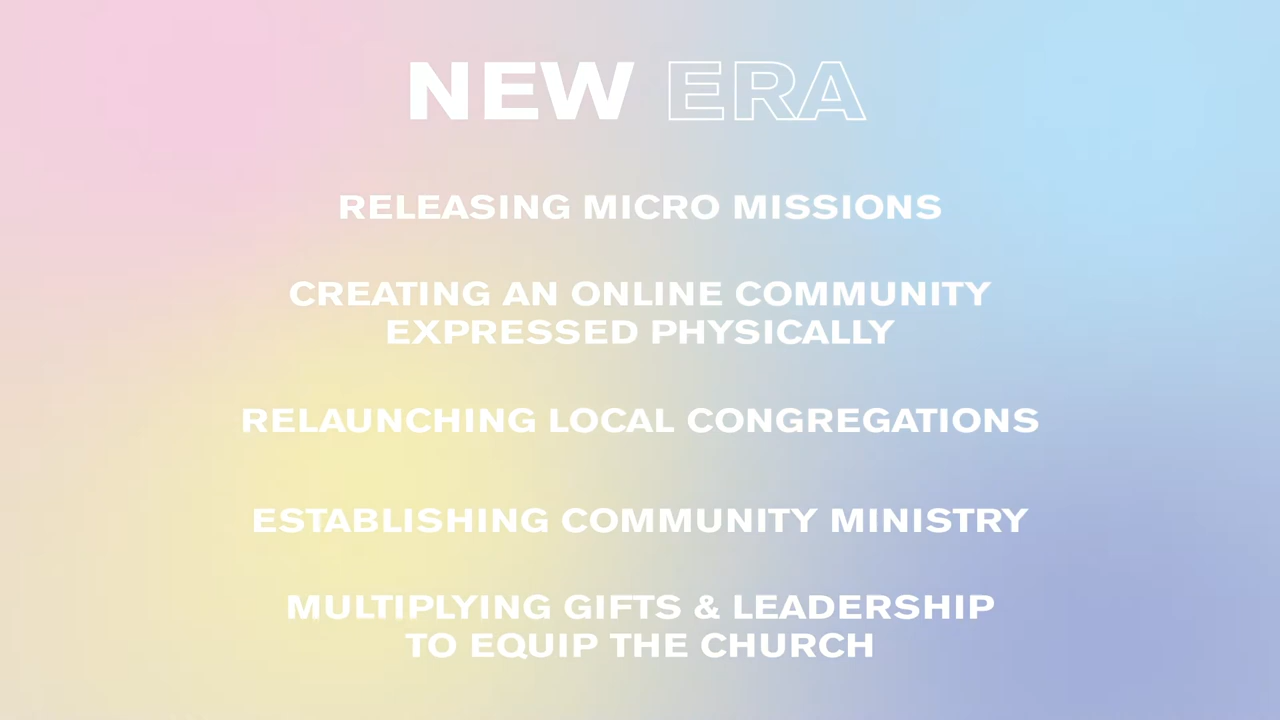 NEW ERA
RELEASING MICRO MISSIONS
CREATING AN ONLINE COMMUNITY
EXPRESSED PHYSICALLY
RELAUNCHING LOCAL CONGREGATIONS
ESTABLISHING COMMUNITY MINISTRY
MULTIPLYING GIFTS & LEADERSHIP
TO EQUIP THE CHURCH